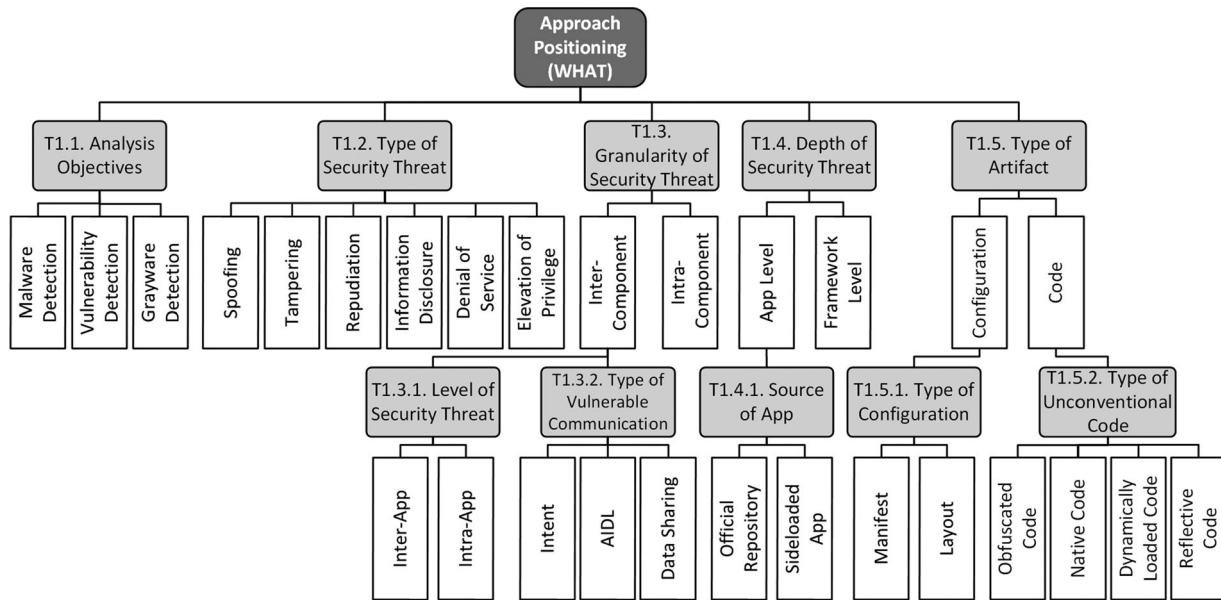 Approach
Positioning
(WHAT)
T1.1. Analysis
Objectives
T1.2. Type of
Security Threat
T1.3.
Granularity of
Security Threat
T1.4. Depth of
Security Threat
T1.5. Type of
Artifact
Malware
Detection
Vulnerability
Detection
Grayware
Detection
Spoofing
Tampering
Repudiation
Information
Disclosure
Denial of
Service
Elevation of
Privilege
Inter-
Component
Intra-
Component
App Level
Framework
Level
Configuration
Code
T1.3.1. Level of
Security Threat
T1.3.2. Type of
Vulnerable
Communication
T1.4.1. Source
of App
T1.5.1. Type of
Configuration
T1.5.2. Type of
Unconventional
Code
Inter-App
Intra-App
Intent
AIDL
Data Sharing
Official
Repository
Sideloaded
App
Manifest
Layout
Obfuscated
Code
Native Code
Dynamically
Loaded Code
Reflective
Code